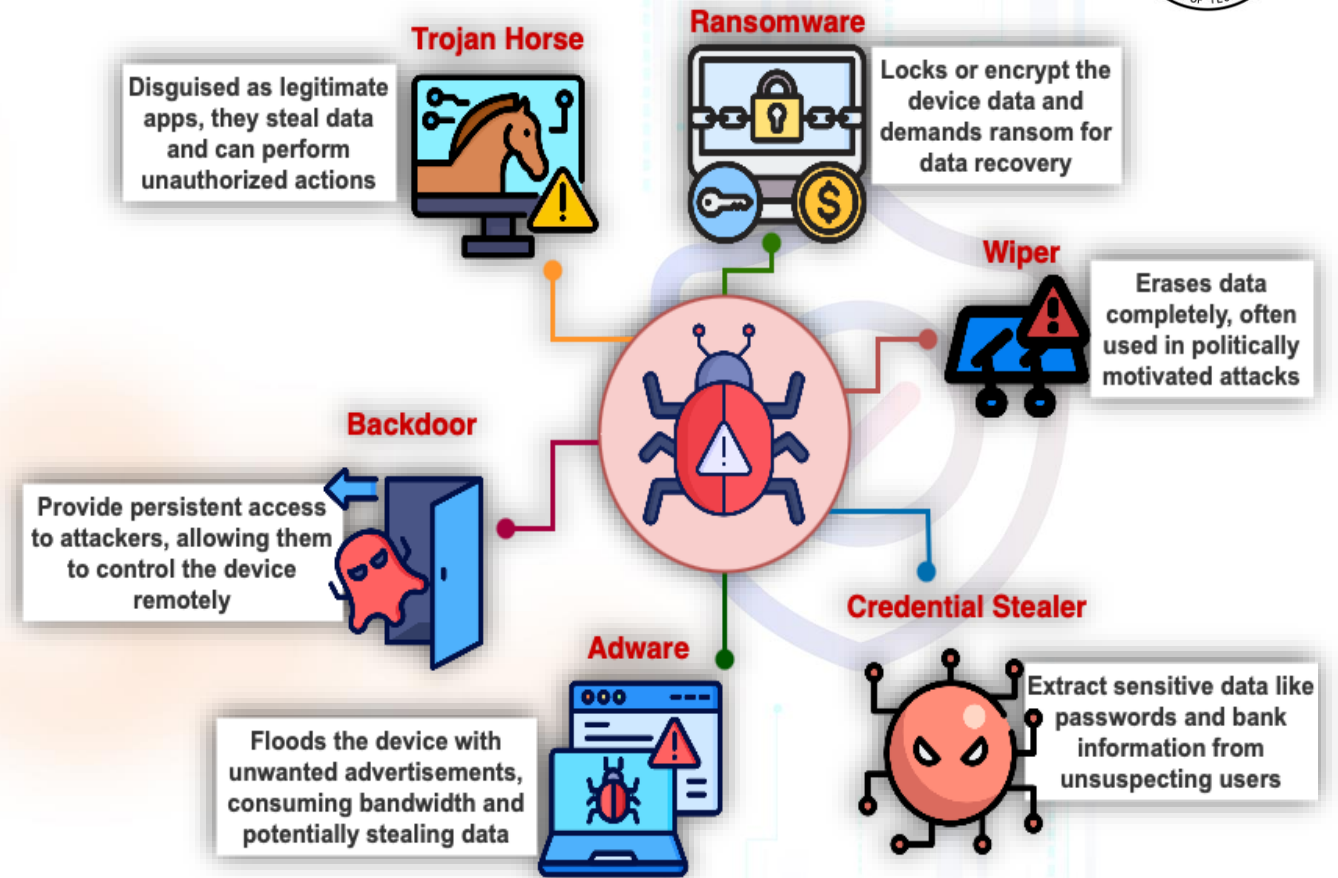 Trojan Horse
Disguised as legitimate
apps, they steal data
and can perform
unauthorized actions
Ransomware
Locks or encrypt the
device data and
demands ransom for
data recovery
Wiper
Erases data
completely, often
used in politically
motivated attacks
Backdoor
Provide persistent access
to attackers, allowing them
to control the device
remotely
Credential Stealer
Extract sensitive data like
passwords and bank
information from
unsuspecting users
Adware
Floods the device with
unwanted advertisements,
consuming bandwidth and
potentially stealing data